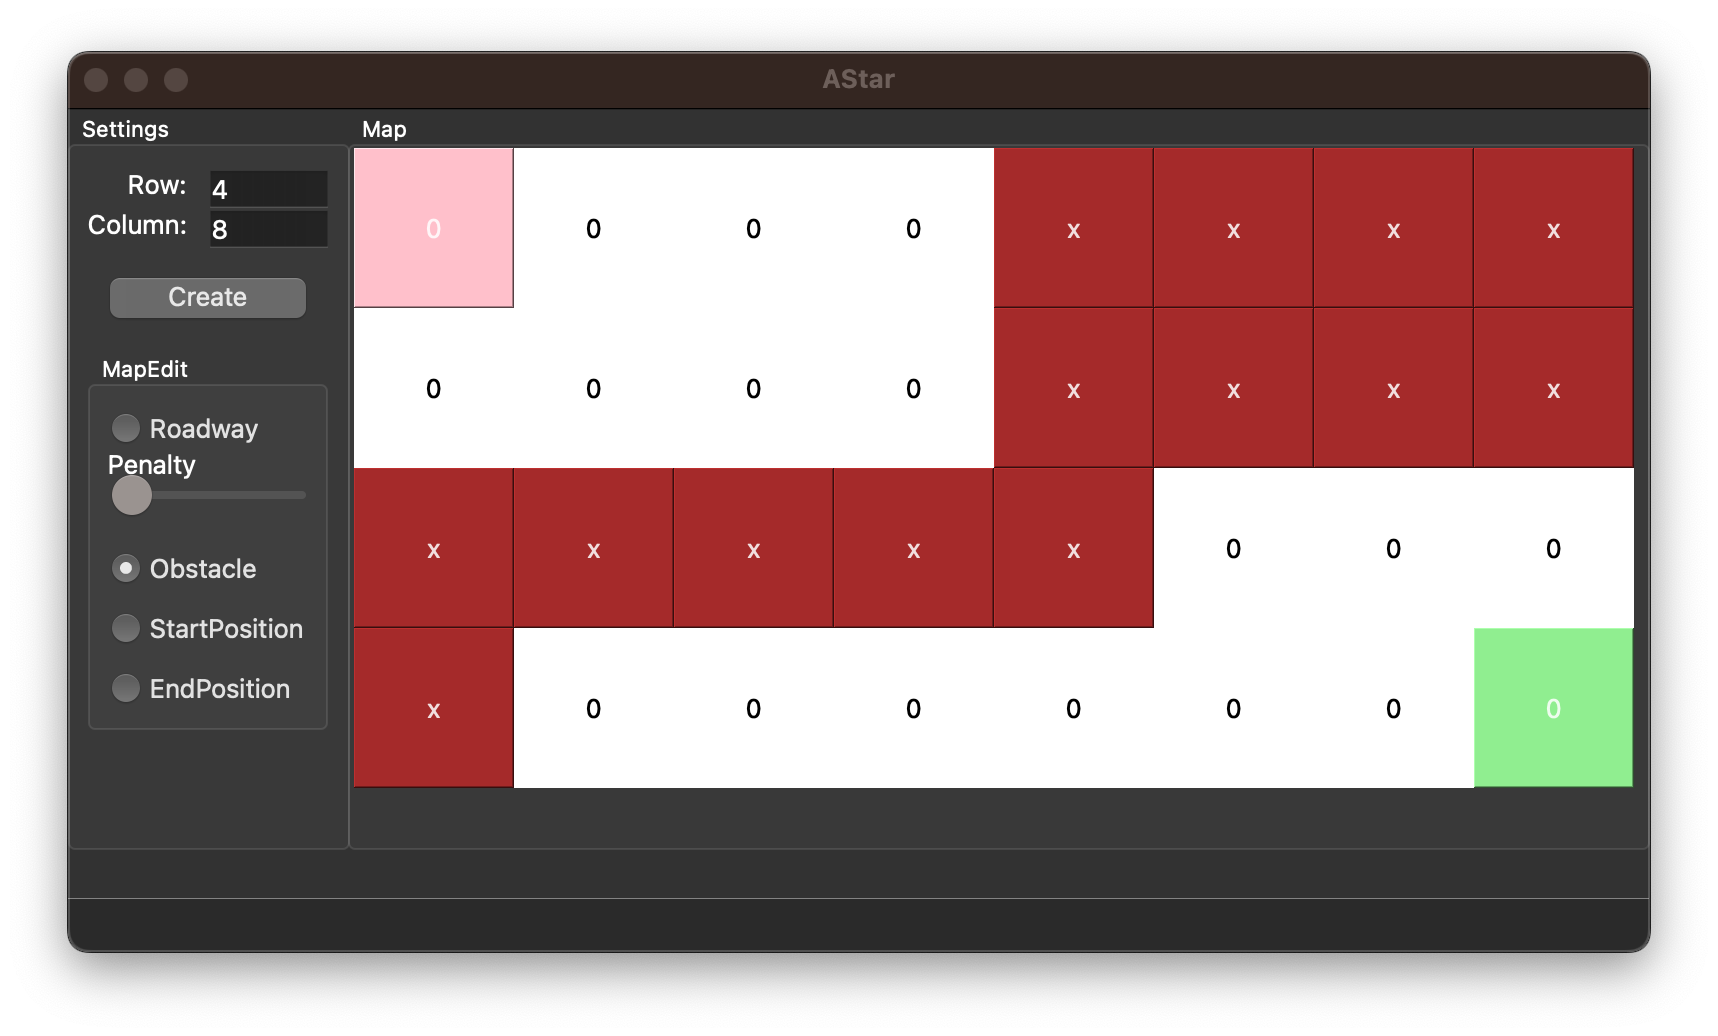 AStar
Settings
Map
Row: 4
Column: 8
Create
MapEdit
Roadway
Penalty
Obstacle
StartPosition
EndPosition
0 0 0 0 x x x x
0 0 0 0 x x x x
x x x x x 0 0 0
x 0 0 0 0 0 0 0